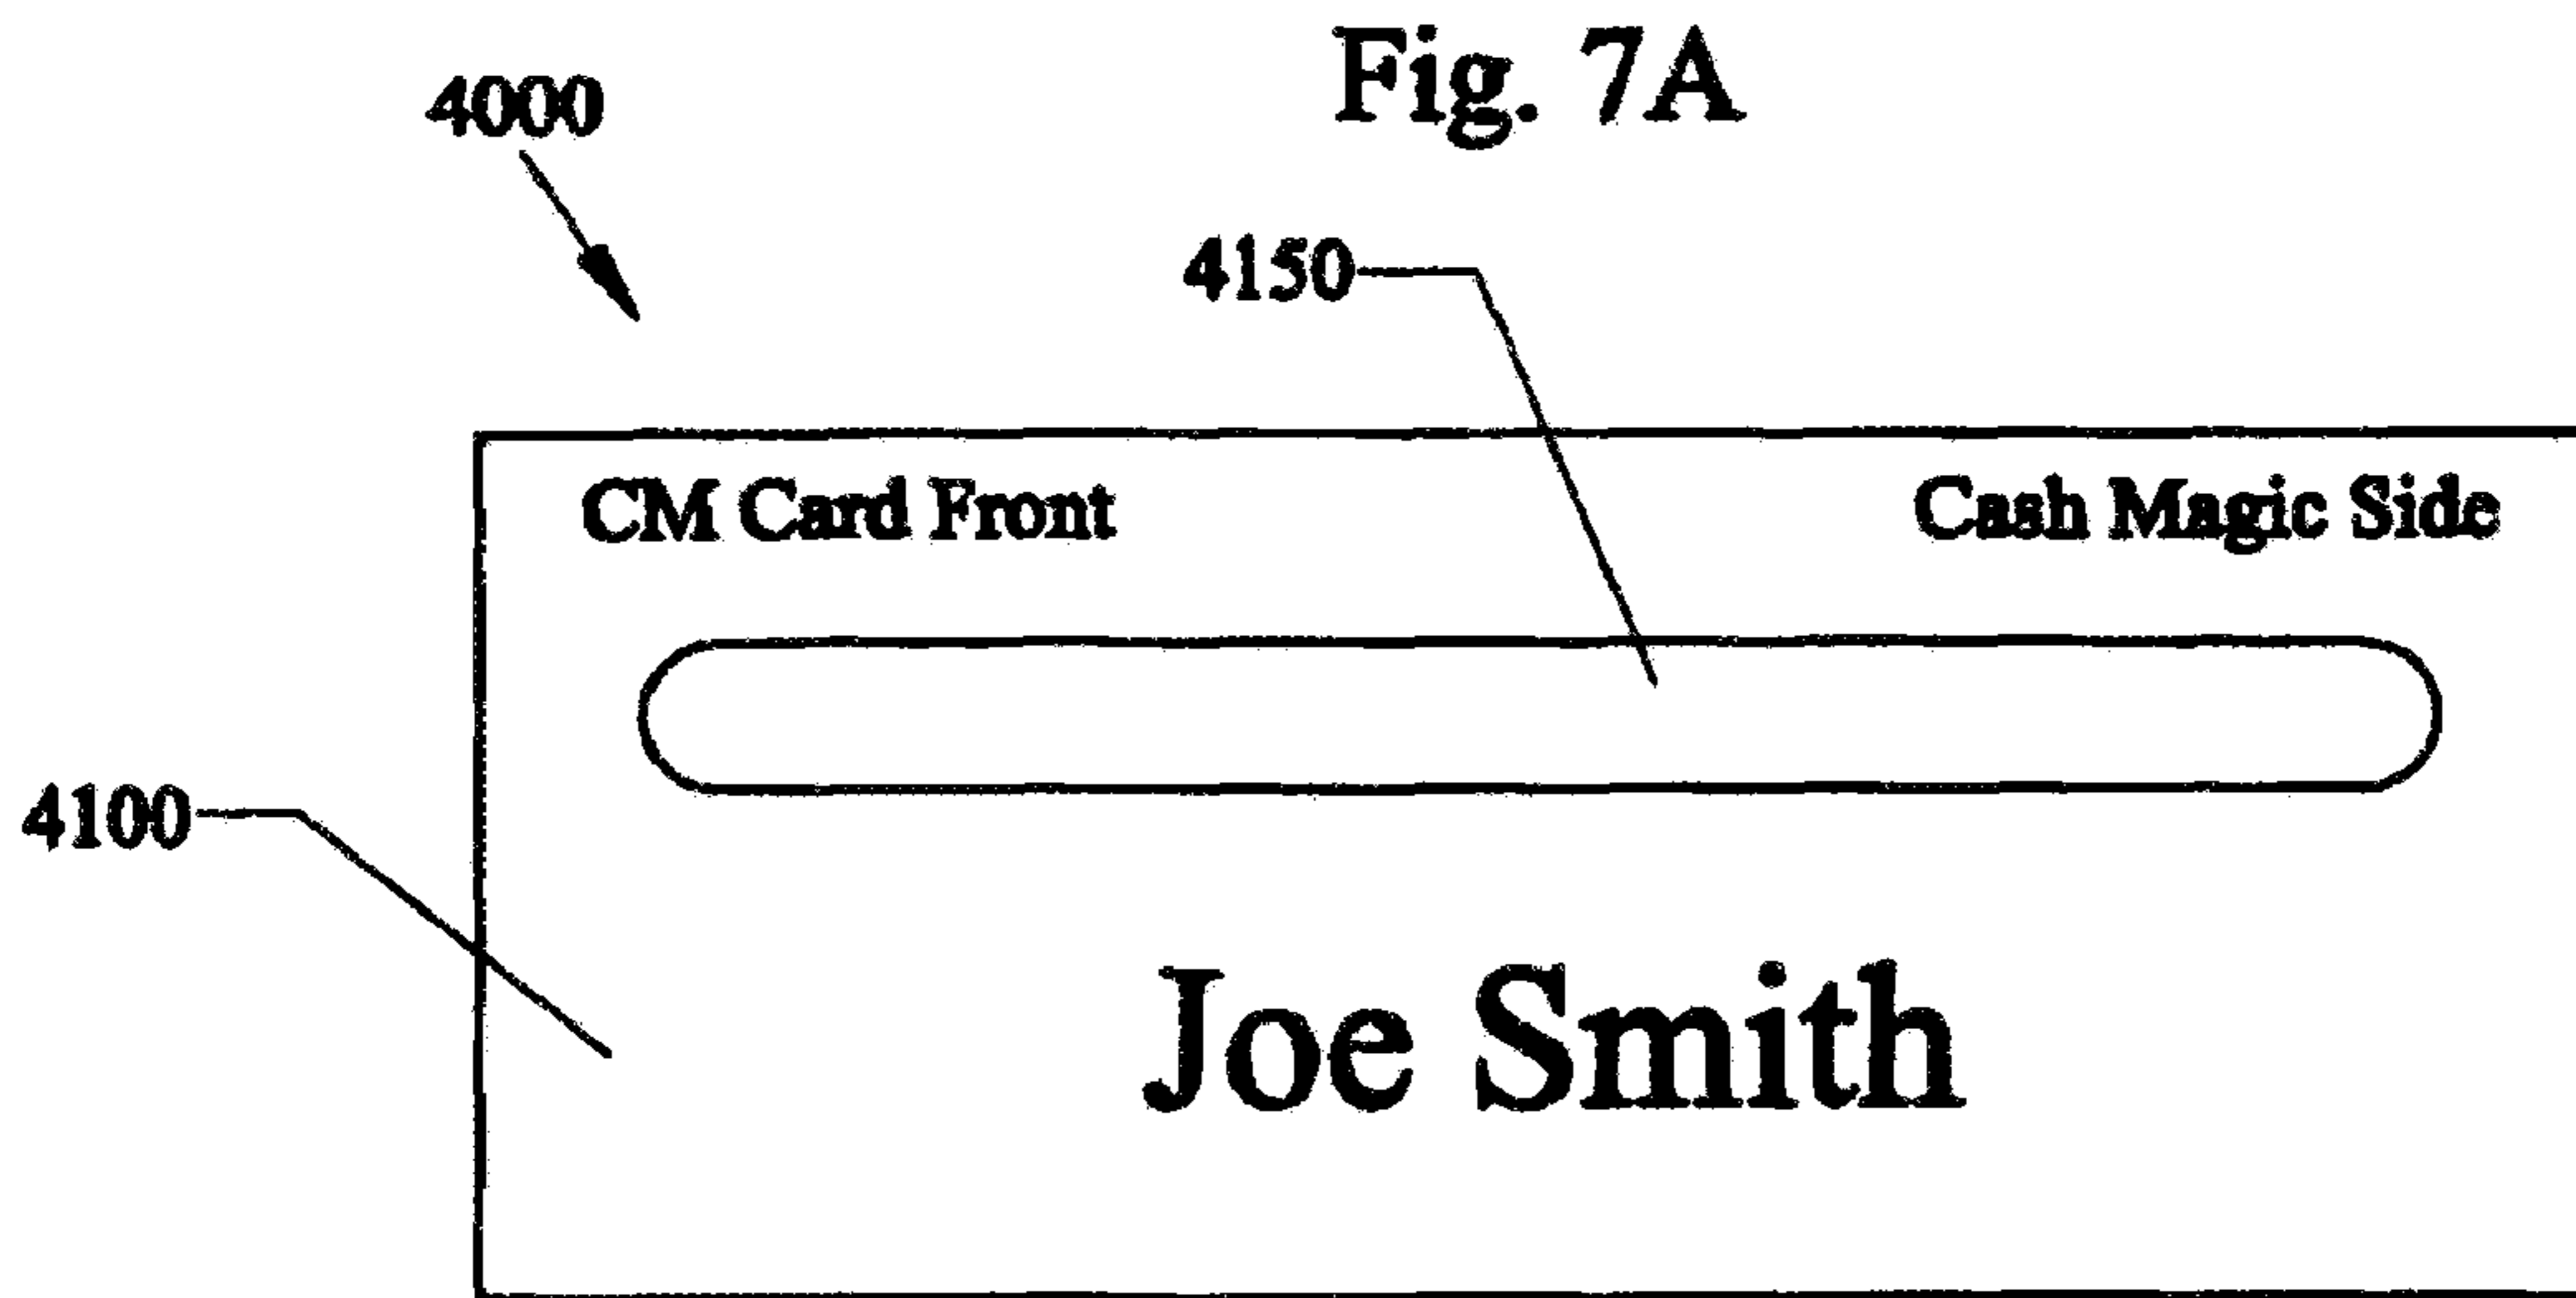 Fig. 7A
4000
4150
CM Card Front Cash Magic Side
4100
Joe Smith